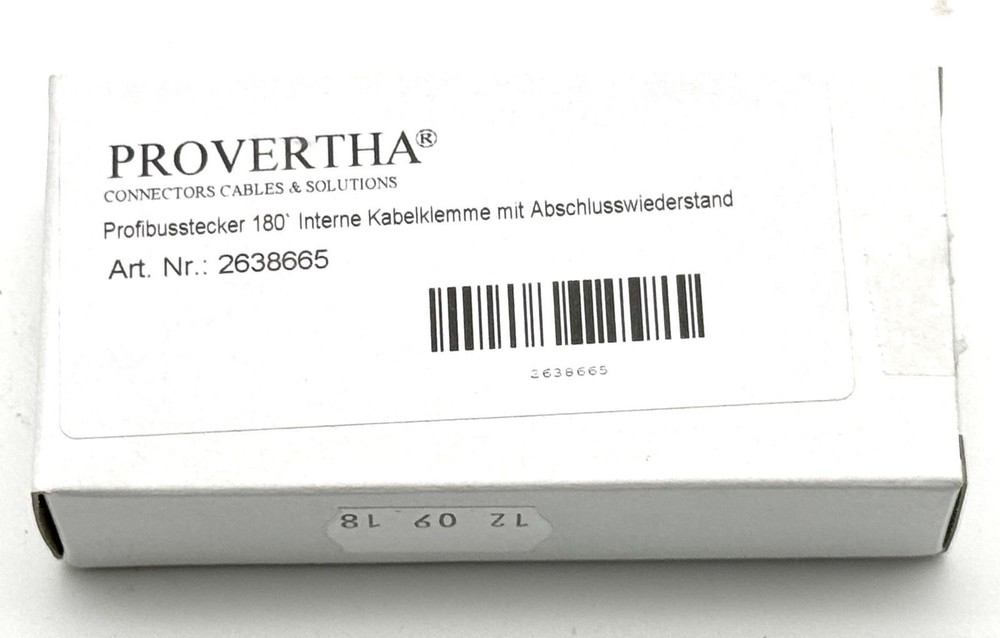 PROVERTHA®
CONNECTORS CABLES & SOLUTIONS
Profibusstecker 180` Interne Kabelklemme mit Abschlusswiederstand
Art. Nr.: 2638665
2638665
12 09 18